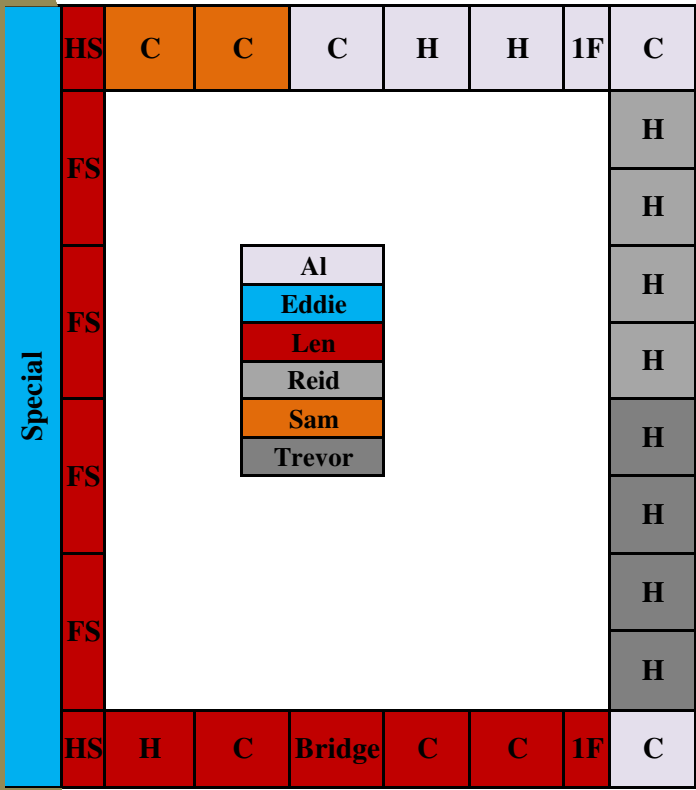 HS C C C H H 1F C
H
FS
H
Al
H
Eddie
FS
Len
H
Reid
Special
Sam
H
Trevor
FS
H
H
FS
H
HS H C Bridge C C 1F C